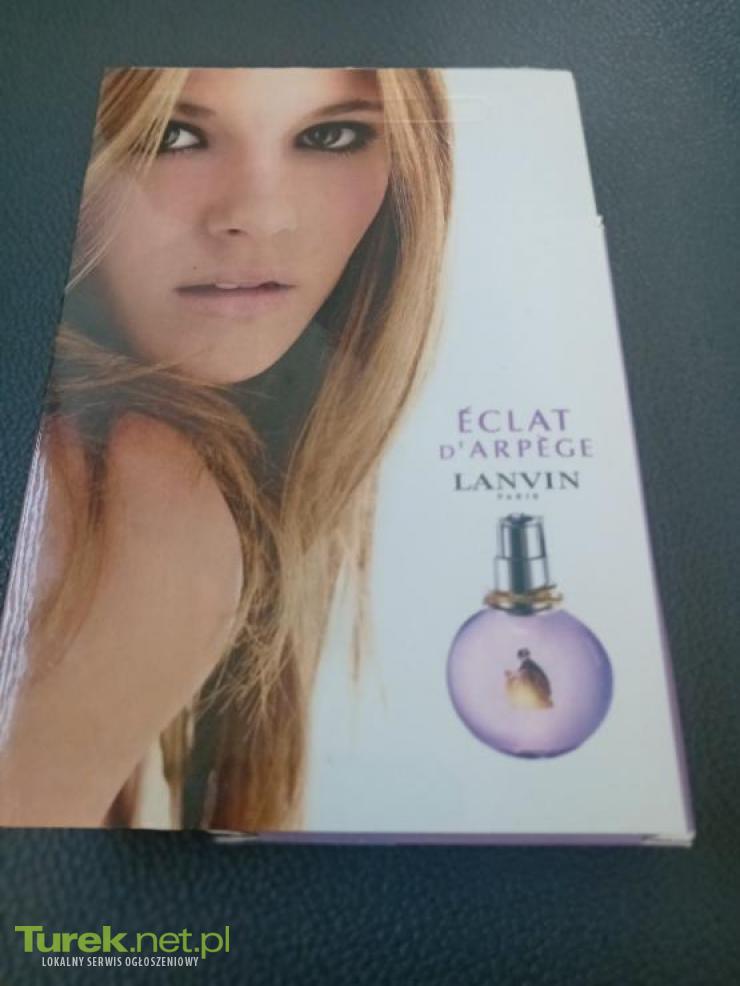 ÉCLAT
D'ARPÈGE
LANVIN
PARIS
Turek.net.pl
LOKALNY SERWIS OGŁOSZENIOWY